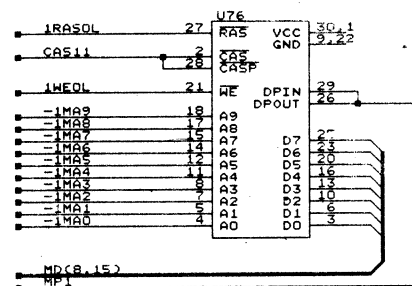 U76
1RAS0L 27 RAS VCC 30,1
GND 9,22
CAS11 2 CAS
28 CASP
1WE0L 21 WE DPIN 29
DPOUT 26
-1MA9 18 A9
-1MA8 17 A8
-1MA7 15 A7 D7
-1MA6 14 A6 D6 23
-1MA5 12 A5 D5 20
-1MA4 11 A4 D4 16
-1MA3 8 A3 D3 13
-1MA2 7 A2 D2 10
-1MA1 5 A1 D1 6
-1MA0 4 A0 D0 3
MD(8,15)
MP1